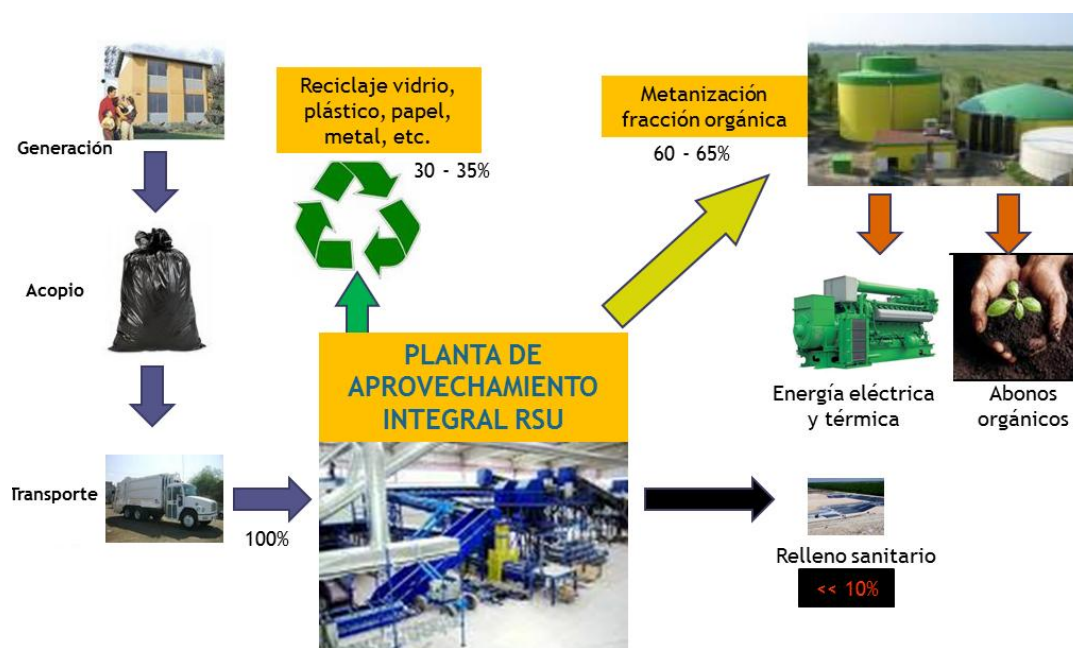 Generación
Acopio
Transporte
100%
Reciclaje vidrio,
plástico, papel,
metal, etc.
30 - 35%
PLANTA DE
APROVECHAMIENTO
INTEGRAL RSU
Metanización
fracción orgánica
60 - 65%
Energía eléctrica
y térmica
Abonos
orgánicos
Relleno sanitario
<< 10%